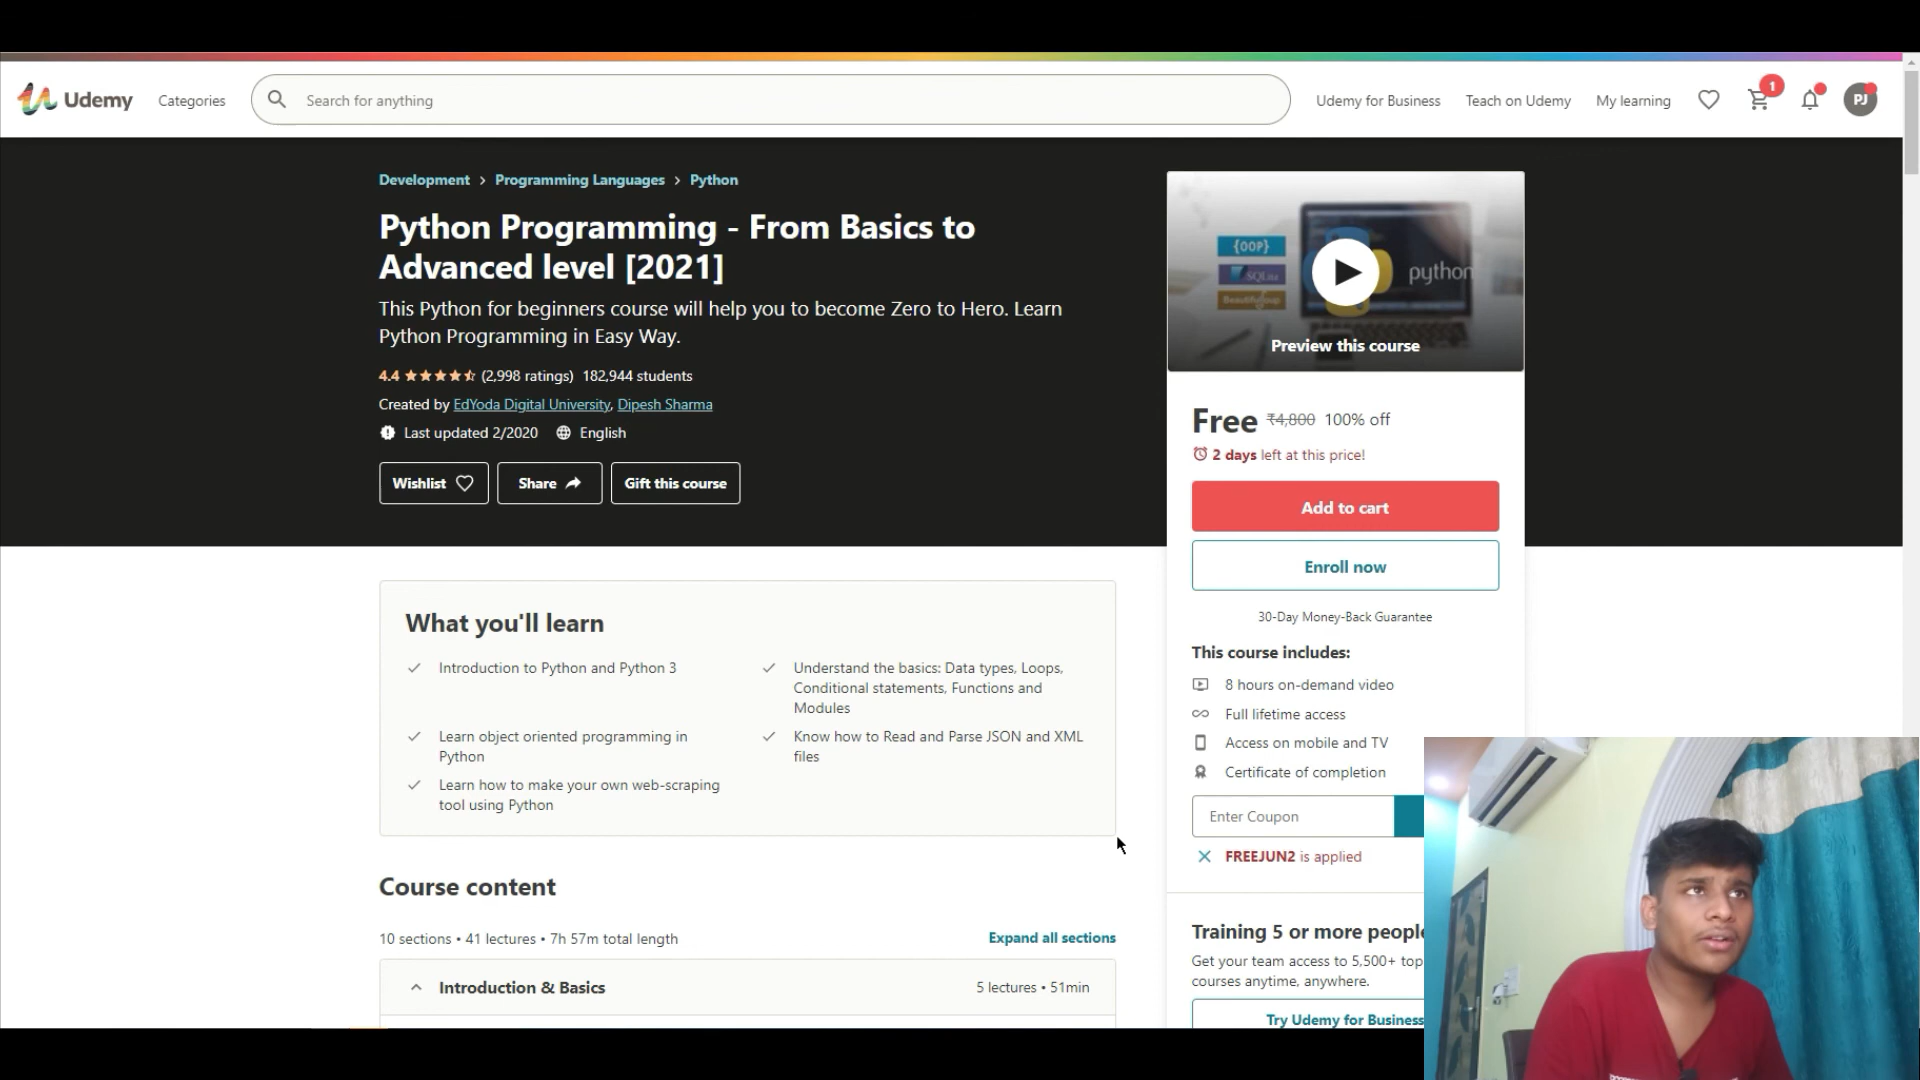 Udemy
Categories
Search for anything
Udemy for Business
Teach on Udemy
My learning
1
PJ
Development > Programming Languages > Python
Python Programming - From Basics to
Advanced level [2021]
This Python for beginners course will help you to become Zero to Hero. Learn
Python Programming in Easy Way.
4.4 (2,998 ratings) 182,944 students
Created by EdYoda Digital University, Dipesh Sharma
Last updated 2/2020 English
Wishlist
Share
Gift this course
{OOP}
SQLite
BeautifulSoup
python
Preview this course
Free ₹4,800 100% off
2 days left at this price!
Add to cart
Enroll now
30-Day Money-Back Guarantee
This course includes:
8 hours on-demand video
Full lifetime access
Access on mobile and TV
Certificate of completion
Enter Coupon
FREEJUN2 is applied
Training 5 or more people
Get your team access to 5,500+ top
courses anytime, anywhere.
Try Udemy for Business
What you'll learn
Introduction to Python and Python 3
Understand the basics: Data types, Loops,
Conditional statements, Functions and
Modules
Learn object oriented programming in
Python
Know how to Read and Parse JSON and XML
files
Learn how to make your own web-scraping
tool using Python
Course content
10 sections • 41 lectures • 7h 57m total length
Expand all sections
Introduction & Basics
5 lectures • 51min